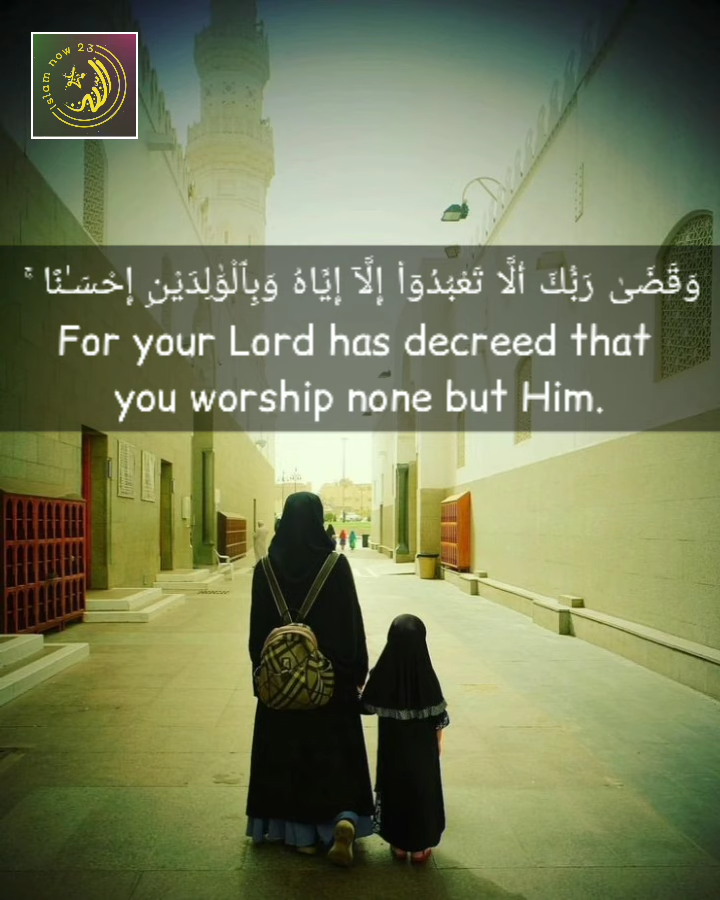 Islam now 23
وَقَضَىٰ رَبُّكَ أَلَّا تَعْبُدُوٓا۟ إِلَّآ إِيَّاهُ وَبِٱلْوَٰلِدَيْنِ إِحْسَـٰنًا ۚ
For your Lord has decreed that
you worship none but Him.